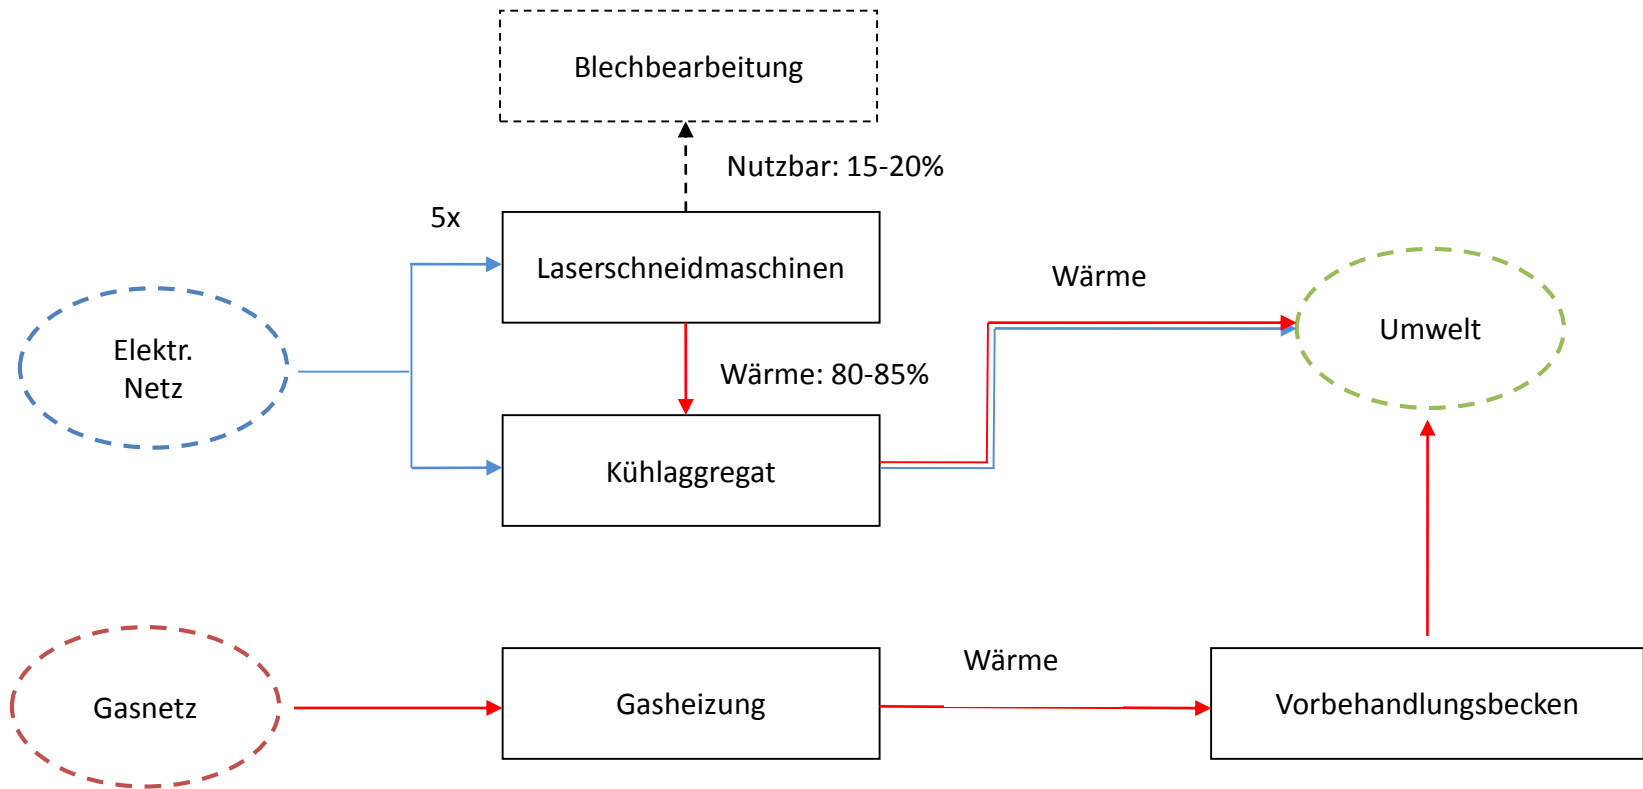 Blechbearbeitung
Nutzbar: 15-20%
5x
Laserschneidmaschinen
Wärme
Elektr.
Netz
Umwelt
Wärme: 80-85%
Kühlaggregat
Wärme
Gasnetz
Gasheizung
Vorbehandlungsbecken